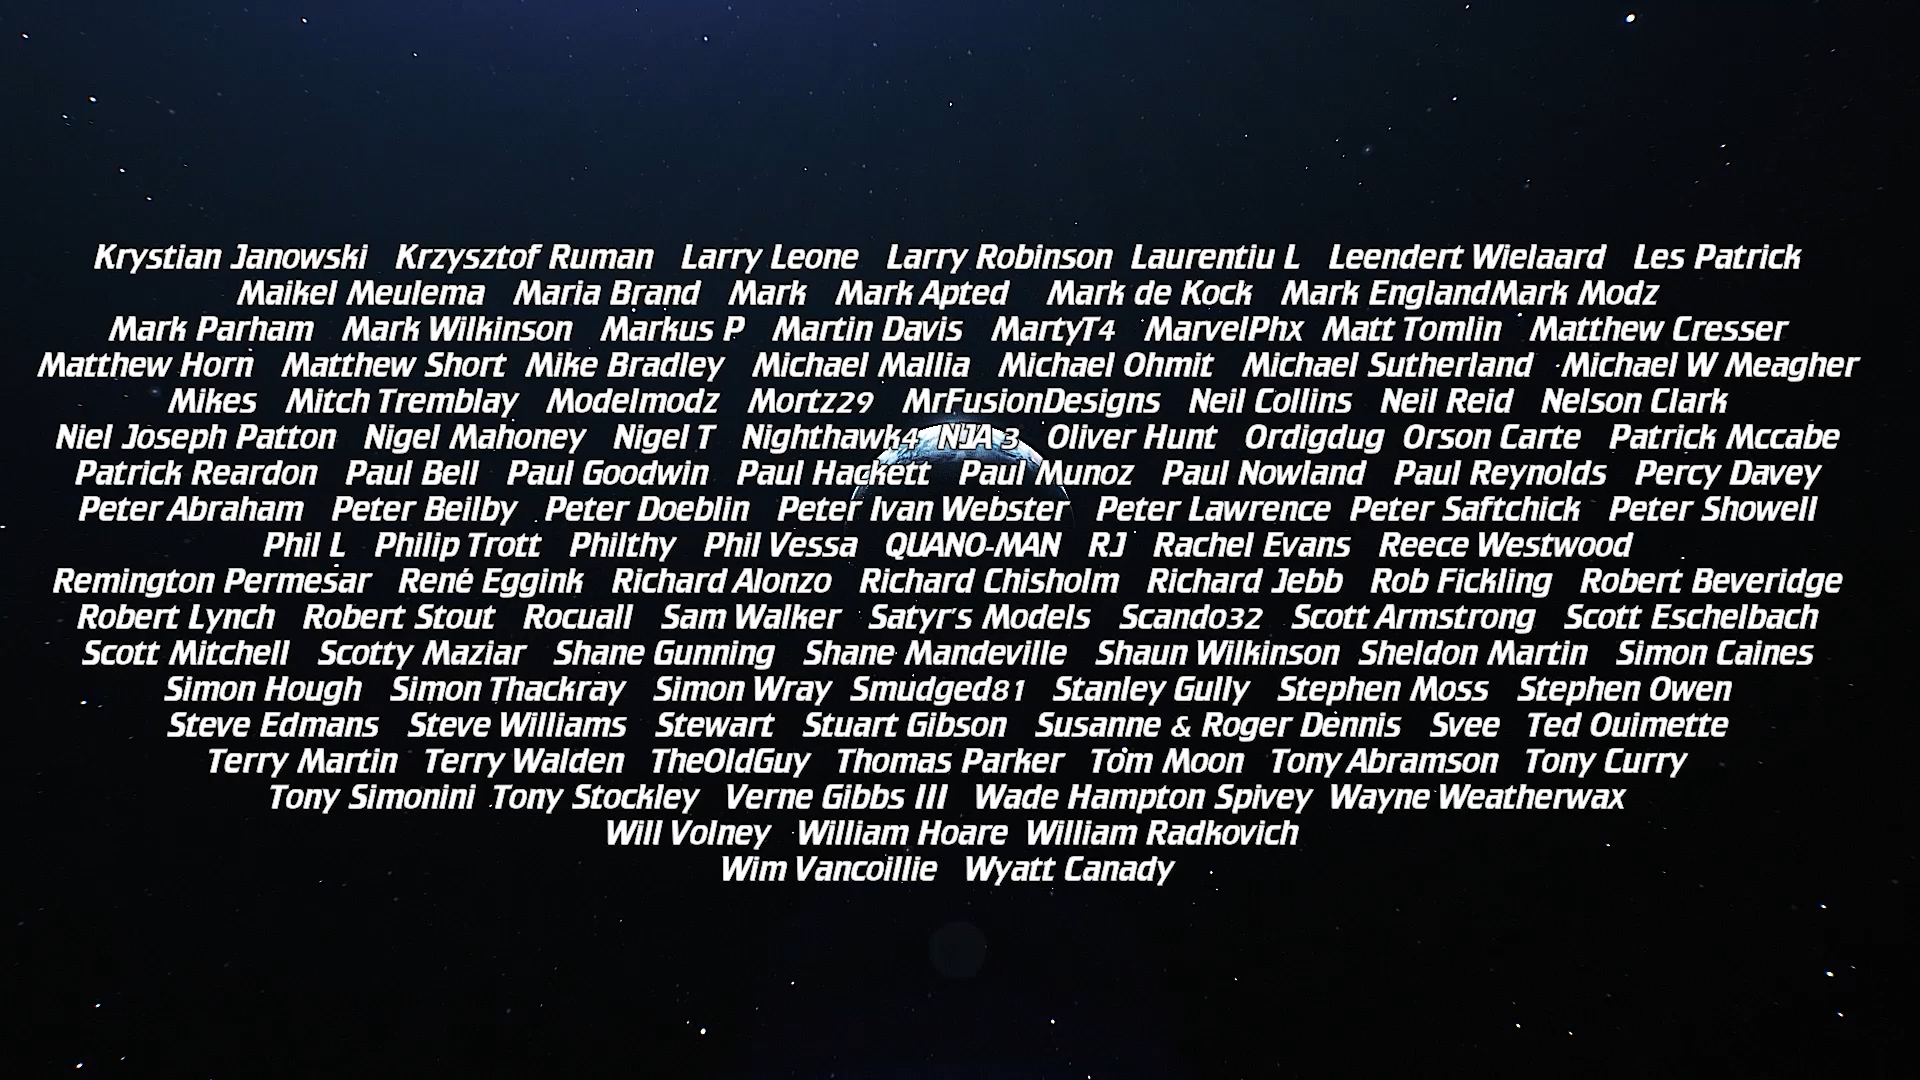 Krystian Janowski Krzysztof Ruman Larry Leone Larry Robinson Laurentiu L Leendert Wielaard Les Patrick
Maikel Meulema Maria Brand Mark Mark Apted Mark de Kock Mark EnglandMark Modz
Mark Parham Mark Wilkinson Markus P Martin Davis MartyT4 MarvelPhx Matt Tomlin Matthew Cresser
Matthew Horn Matthew Short Mike Bradley Michael Mallia Michael Ohmit Michael Sutherland Michael W Meagher
Mikes Mitch Tremblay Modelmodz Mortz29 MrFusionDesigns Neil Collins Neil Reid Nelson Clark
Niel Joseph Patton Nigel Mahoney Nigel T Nighthawk4 NJA 3 Oliver Hunt Ordigdug Orson Carte Patrick Mccabe
Patrick Reardon Paul Bell Paul Goodwin Paul Hackett Paul Munoz Paul Nowland Paul Reynolds Percy Davey
Peter Abraham Peter Beilby Peter Doeblin Peter Ivan Webster Peter Lawrence Peter Saftchick Peter Showell
Phil L Philip Trott Philthy Phil Vessa QUANO-MAN RJ Rachel Evans Reece Westwood
Remington Permesar René Eggink Richard Alonzo Richard Chisholm Richard Jebb Rob Fickling Robert Beveridge
Robert Lynch Robert Stout Rocuall Sam Walker Satyr's Models Scando32 Scott Armstrong Scott Eschelbach
Scott Mitchell Scotty Maziar Shane Gunning Shane Mandeville Shaun Wilkinson Sheldon Martin Simon Caines
Simon Hough Simon Thackray Simon Wray Smudged81 Stanley Gully Stephen Moss Stephen Owen
Steve Edmans Steve Williams Stewart Stuart Gibson Susanne & Roger Dennis Svee Ted Ouimette
Terry Martin Terry Walden TheOldGuy Thomas Parker Tom Moon Tony Abramson Tony Curry
Tony Simonini Tony Stockley Verne Gibbs III Wade Hampton Spivey Wayne Weatherwax
Will Volney William Hoare William Radkovich
Wim Vancoillie Wyatt Canady